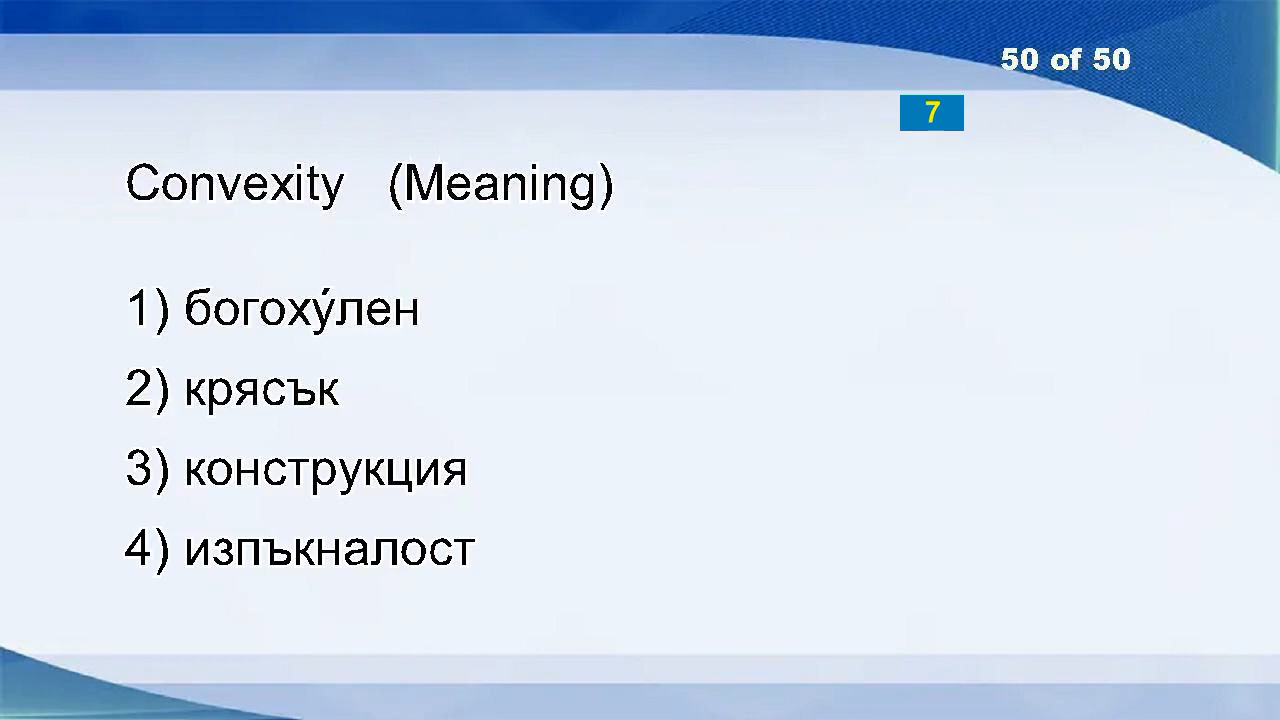 50 of 50
7
Convexity (Meaning)
1) богоху́лен
2) крясък
3) конструкция
4) изпъкналост